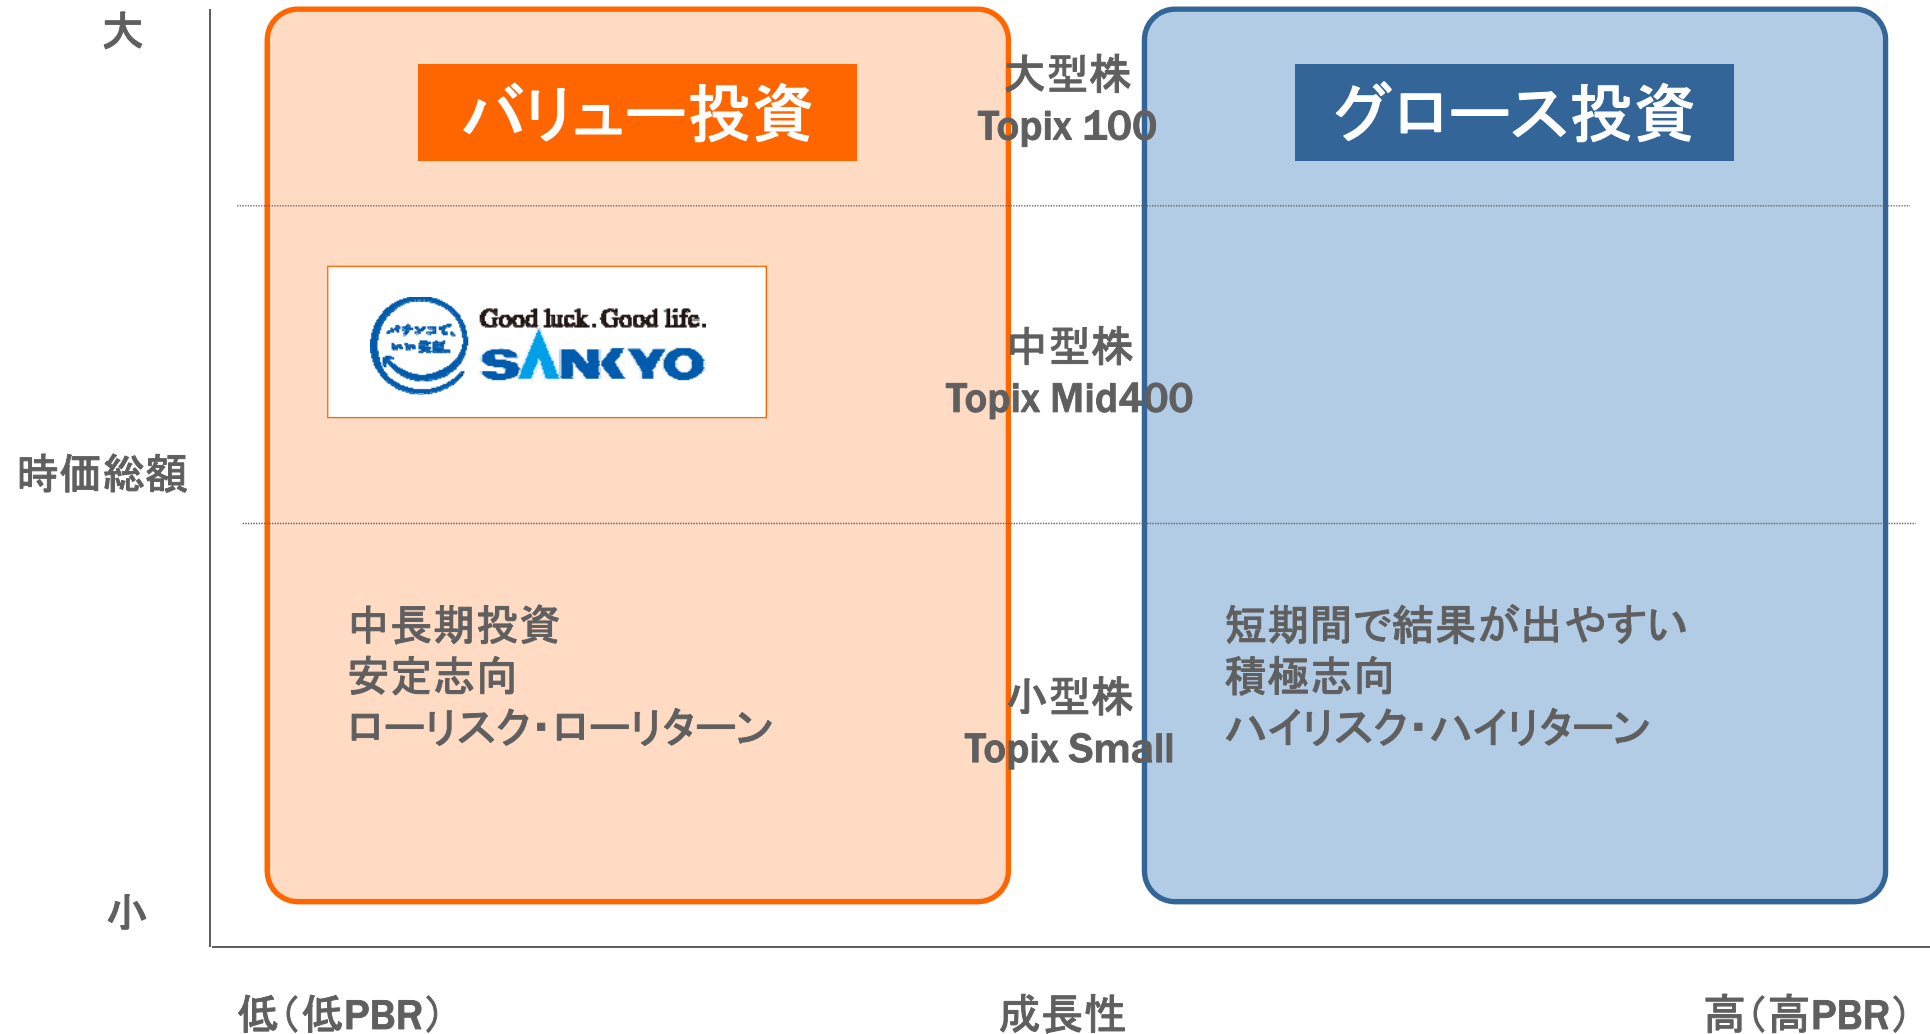 大
バリュー投資
大型株
Topix 100
グロース投資
パチンコで、
Good luck. Good life.
SANKYO
中型株
Topix Mid400
時価総額
中長期投資
安定志向
ローリスク・ローリターン
小型株
Topix Small
短期間で結果が出やすい
積極志向
ハイリスク・ハイリターン
小
低(低PBR)
成長性
高(高PBR)